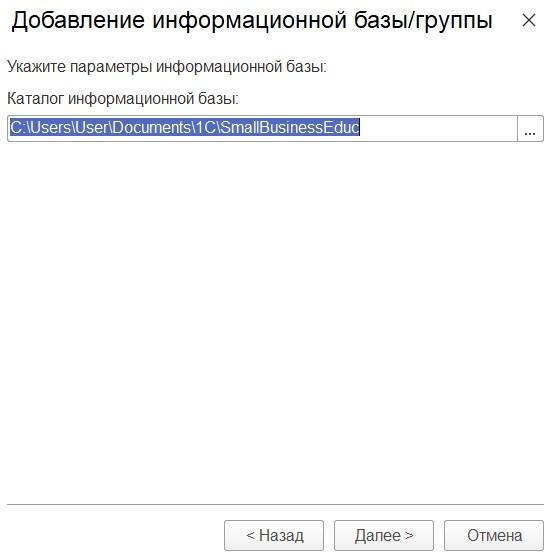 Добавление информационной базы/группы
Укажите параметры информационной базы:
Каталог информационной базы:
C:\Users\User\Documents\1C\SmallBusinessEduc
...
< Назад
Далее >
Отмена